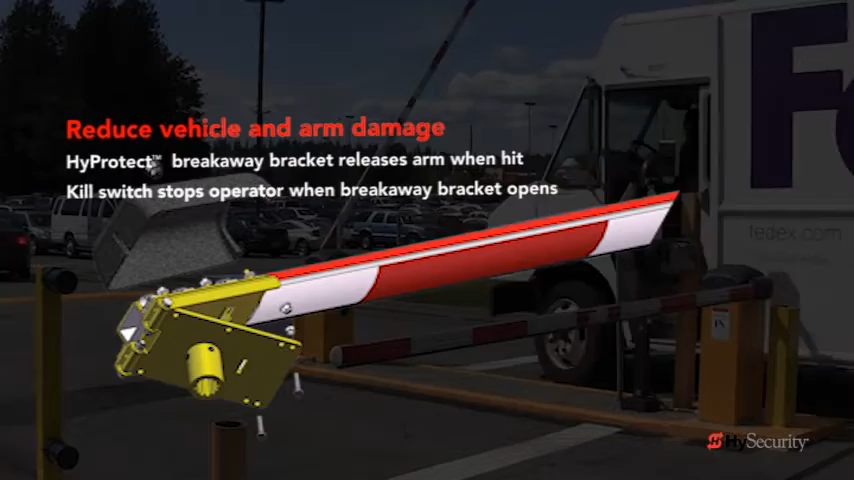 Fe
Reduce vehicle and arm damage
HyProtect™ breakaway bracket releases arm when hit
Kill switch stops operator when breakaway bracket opens
fedex.com
HySecurity